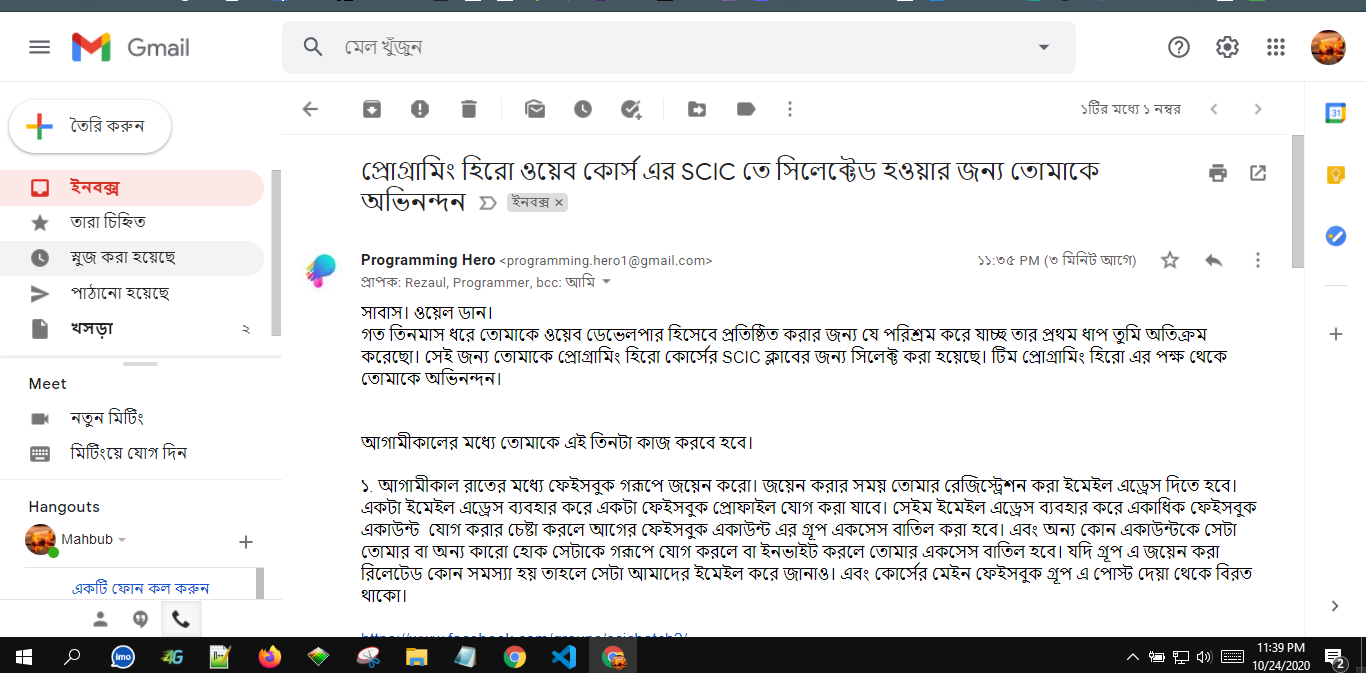 Gmail
মেল খুঁজুন
তৈরি করুন
১টির মধ্যে ১ নম্বর
ইনবক্স
তারা চিহ্নিত
স্নুজ করা হয়েছে
পাঠানো হয়েছে
খসড়া ২
Meet
নতুন মিটিং
মিটিংয়ে যোগ দিন
Hangouts
Mahbub
একটি ফোন কল করুন
প্রোগ্রামিং হিরো ওয়েব কোর্স এর SCIC তে সিলেক্টেড হওয়ার জন্য তোমাকে
অভিনন্দন ইনবক্স ×
Programming Hero <programming.hero1@gmail.com> ১১:৩৫ PM (৩ মিনিট আগে)
প্রাপক: Rezaul, Programmer, bcc: আমি
সাবাস। ওয়েল ডান।
গত তিনমাস ধরে তোমাকে ওয়েব ডেভেলপার হিসেবে প্রতিষ্ঠিত করার জন্য যে পরিশ্রম করে যাচ্ছ তার প্রথম ধাপ তুমি অতিক্রম
করেছো। সেই জন্য তোমাকে প্রোগ্রামিং হিরো কোর্সের SCIC ক্লাবের জন্য সিলেক্ট করা হয়েছে। টিম প্রোগ্রামিং হিরো এর পক্ষ থেকে
তোমাকে অভিনন্দন।
আগামীকালের মধ্যে তোমাকে এই তিনটা কাজ করবে হবে।
১. আগামীকাল রাতের মধ্যে ফেইসবুক গরূপে জয়েন করো। জয়েন করার সময় তোমার রেজিস্ট্রেশন করা ইমেইল এড্রেস দিতে হবে।
একটা ইমেইল এড্রেস ব্যবহার করে একটা ফেইসবুক প্রোফাইল যোগ করা যাবে। সেইম ইমেইল এড্রেস ব্যবহার করে একাধিক ফেইসবুক
একাউন্ট যোগ করার চেষ্টা করলে আগের ফেইসবুক একাউন্ট এর গ্রূপ একসেস বাতিল করা হবে। এবং অন্য কোন একাউন্টকে সেটা
তোমার বা অন্য কারো হোক সেটাকে গরূপে যোগ করলে বা ইনভাইট করলে তোমার একসেস বাতিল হবে। যদি গ্রূপ এ জয়েন করা
রিলেটেড কোন সমস্যা হয় তাহলে সেটা আমাদের ইমেইল করে জানাও। এবং কোর্সের মেইন ফেইসবুক গ্রূপ এ পোস্ট দেয়া থেকে বিরত
থাকো।
imo
4G
11:39 PM
10/24/2020
2